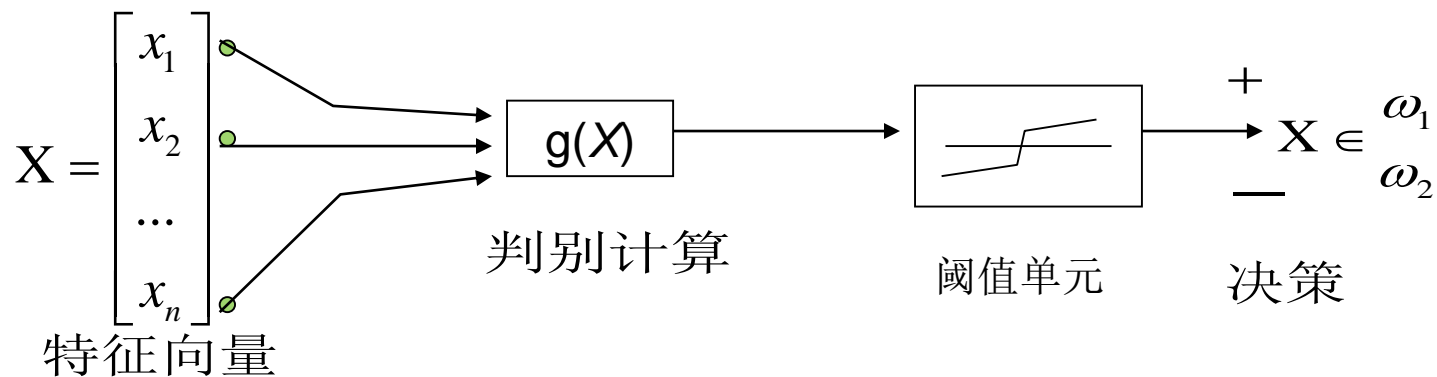 x₁
x₂
...
xₙ
X =
特征向量
g(X)
判别计算
阈值单元
+
X ∈ ω₁
ω₂
—
决策